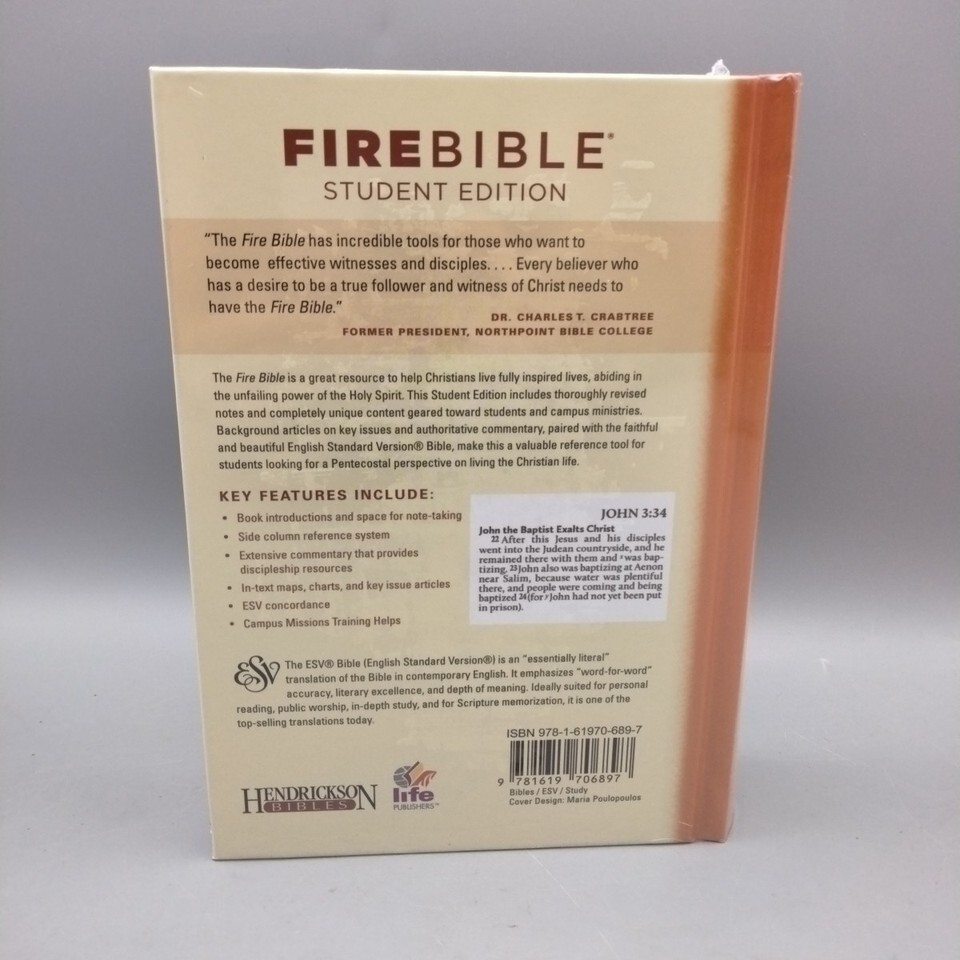 FIREBIBLE®
STUDENT EDITION
“The Fire Bible has incredible tools for those who want to
become effective witnesses and disciples. . . . Every believer who
has a desire to be a true follower and witness of Christ needs to
have the Fire Bible.”
DR. CHARLES T. CRABTREE
FORMER PRESIDENT, NORTHPOINT BIBLE COLLEGE
The Fire Bible is a great resource to help Christians live fully inspired lives, abiding in
the unfailing power of the Holy Spirit. This Student Edition includes thoroughly revised
notes and completely unique content geared toward students and campus ministries.
Background articles on key issues and authoritative commentary, paired with the faithful
and beautiful English Standard Version® Bible, make this a valuable reference tool for
students looking for a Pentecostal perspective on living the Christian life.
KEY FEATURES INCLUDE:
• Book introductions and space for note-taking
• Side column reference system
• Extensive commentary that provides
discipleship resources
• In-text maps, charts, and key issue articles
• ESV concordance
• Campus Missions Training Helps
JOHN 3:34
John the Baptist Exalts Christ
22 After this Jesus and his disciples
went into the Judean countryside, and he
remained there with them and was bap-
tizing. 23 John also was baptizing at Aenon
near Salim, because water was plentiful
there, and people were coming and being
baptized 24 (for John had not yet been put
in prison).
ESV
The ESV® Bible (English Standard Version®) is an “essentially literal”
translation of the Bible in contemporary English. It emphasizes “word-for-word”
accuracy, literary excellence, and depth of meaning. Ideally suited for personal
reading, public worship, in-depth study, and for Scripture memorization, it is one of the
top-selling translations today.
ISBN 978-1-61970-689-7
9 781619 706897
Bibles / ESV / Study
Cover Design: Maria Poulopoulos
HENDRICKSON
BIBLES
life
PUBLISHERS™